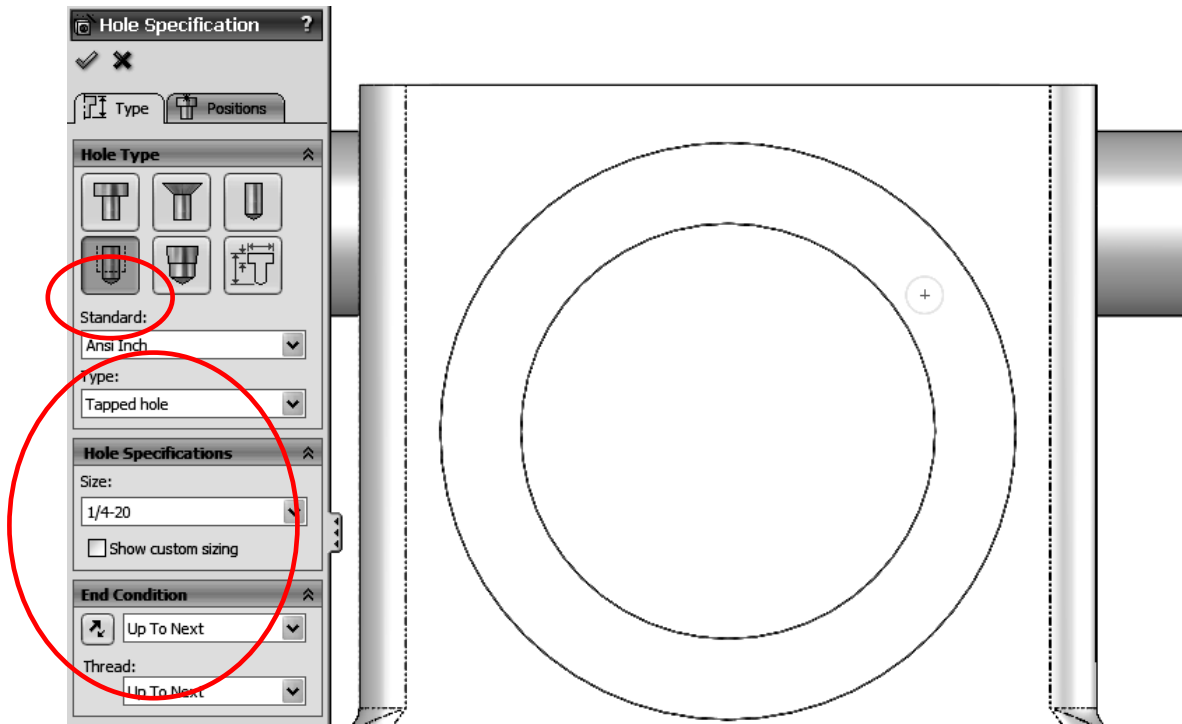 Hole Specification ?
Type Positions
Hole Type
Standard:
Ansi Inch
Type:
Tapped hole
Hole Specifications
Size:
1/4-20
Show custom sizing
End Condition
Up To Next
Thread:
Up To Next